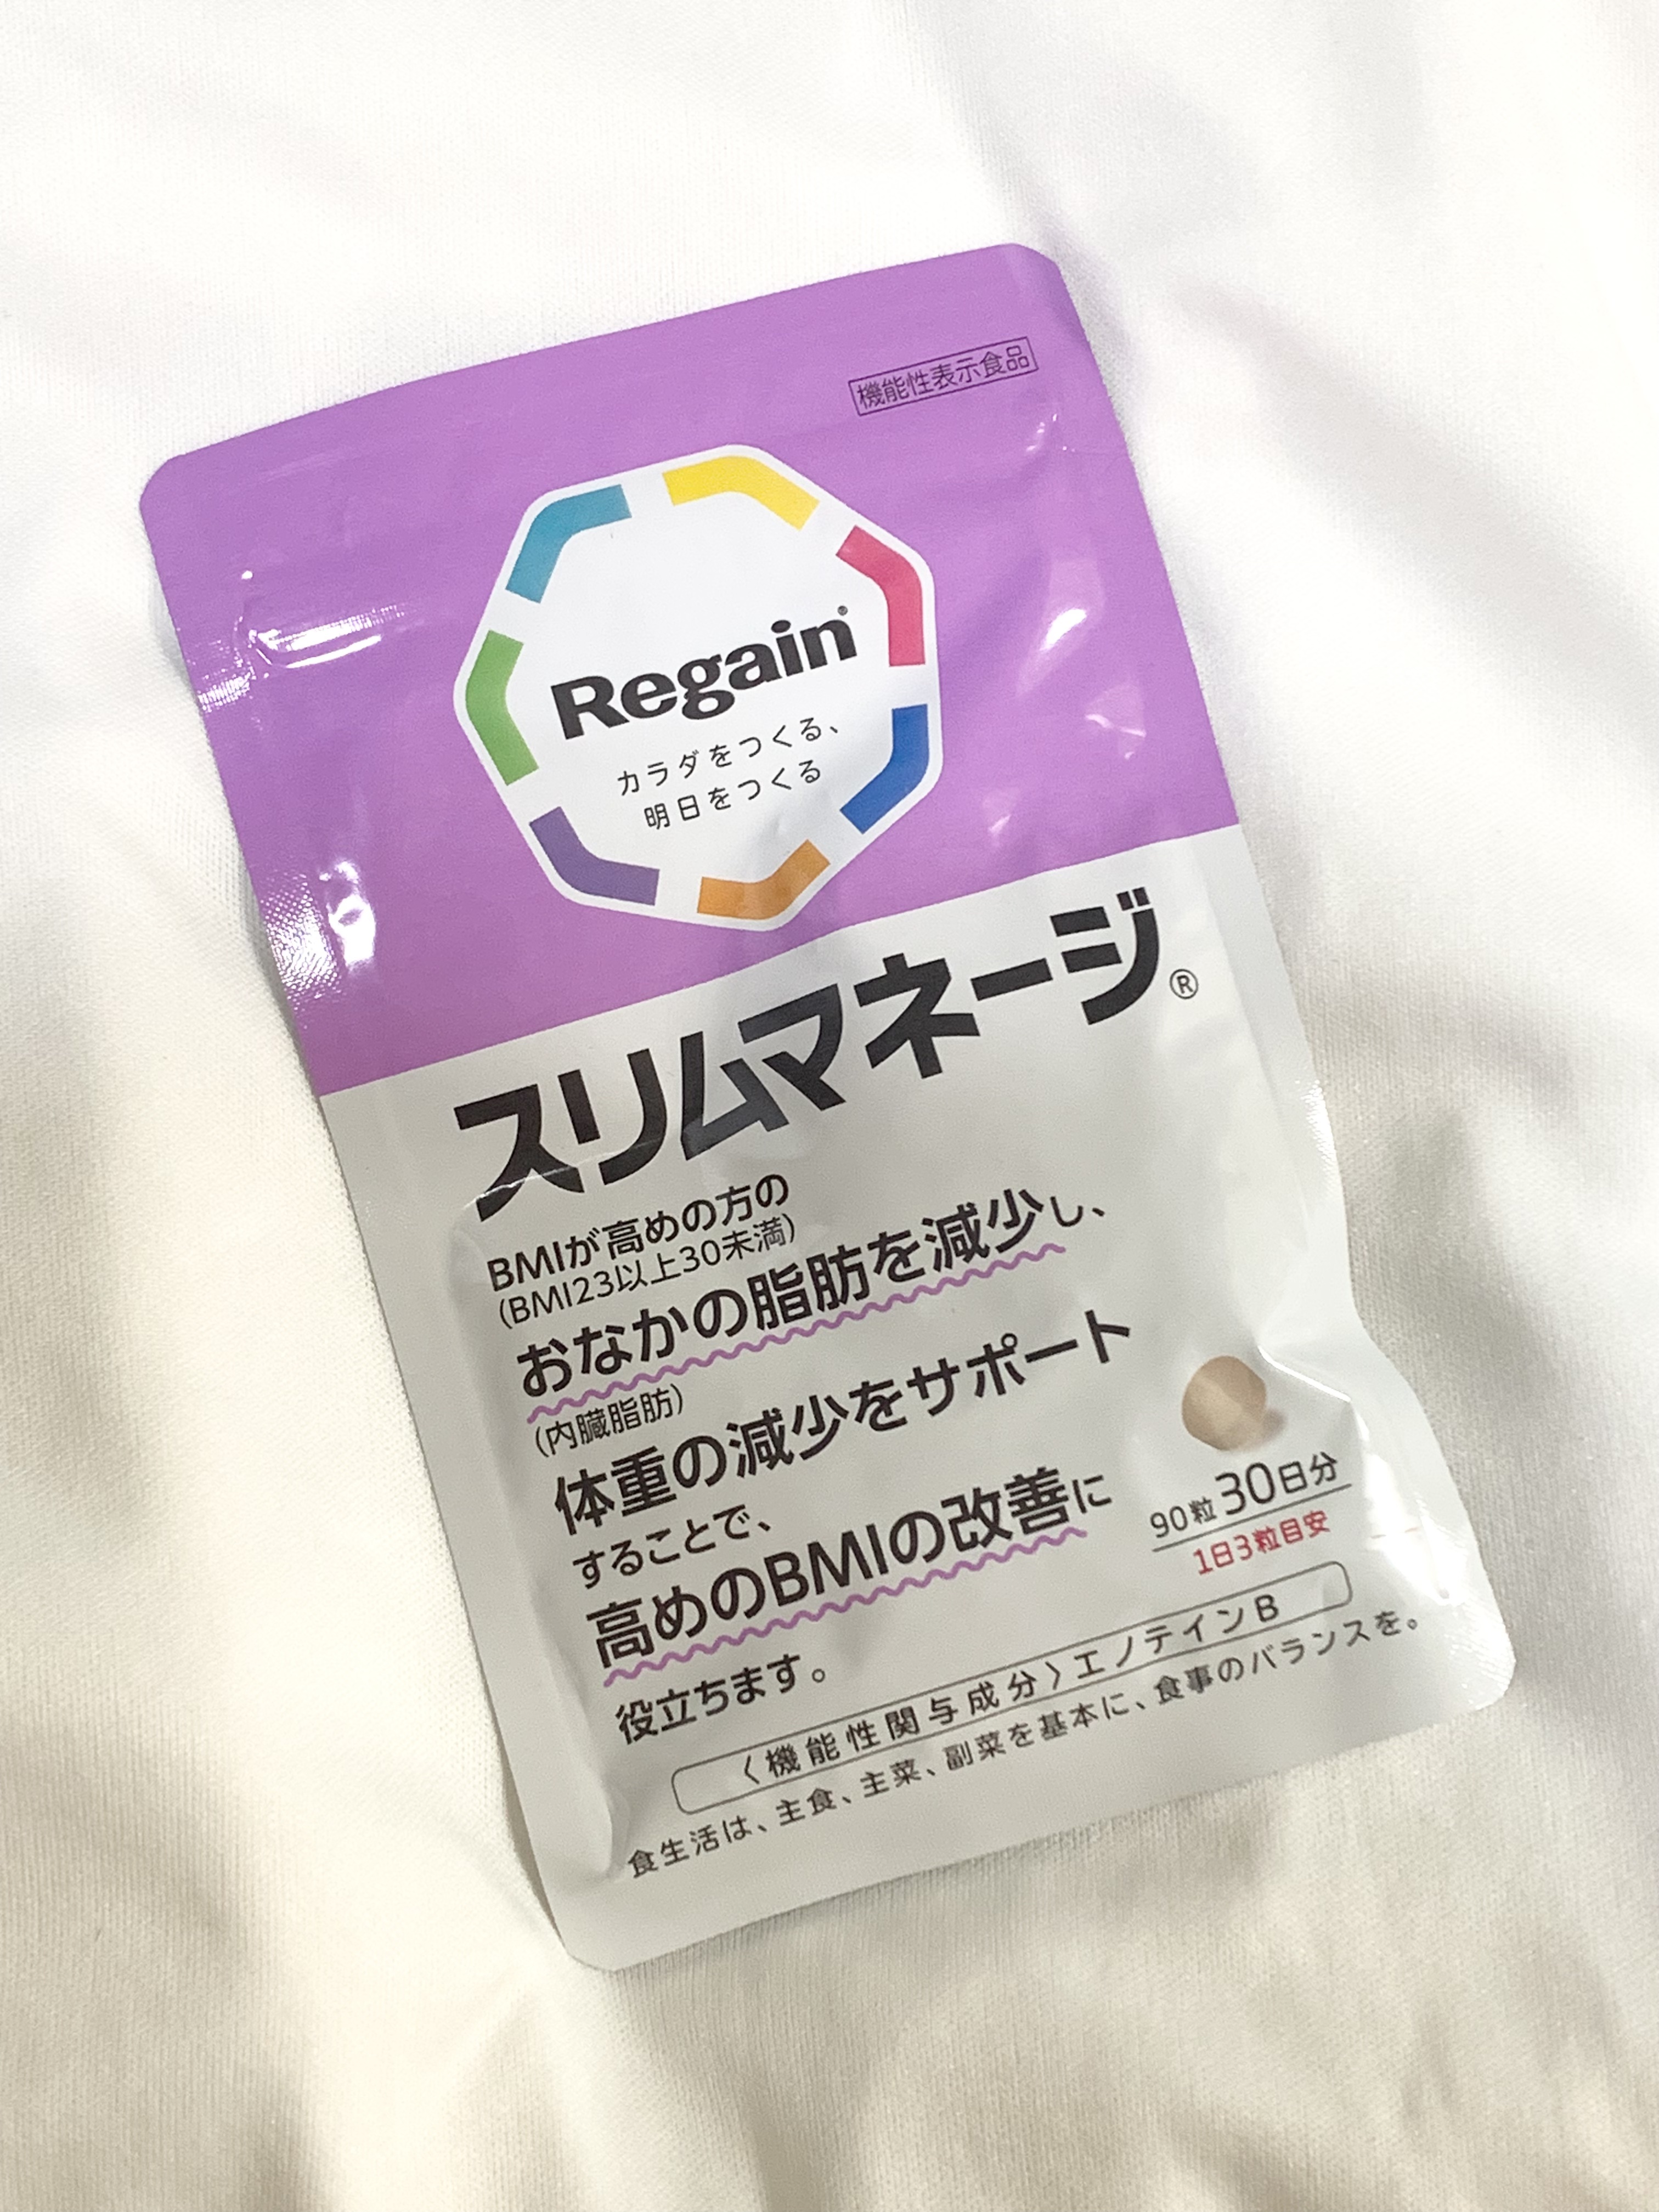 機能性表示食品
Regain®
カラダをつくる、
明日をつくる
スリムマネージ®
BMIが高めの方の
(BMI23以上30未満)
おなかの脂肪を減少し、
(内臓脂肪)
体重の減少をサポート
することで、
高めのBMIの改善に
役立ちます。
90粒30日分
1日3粒目安
〈機能性関与成分〉エノテインB
食生活は、主食、主菜、副菜を基本に、食事のバランスを。